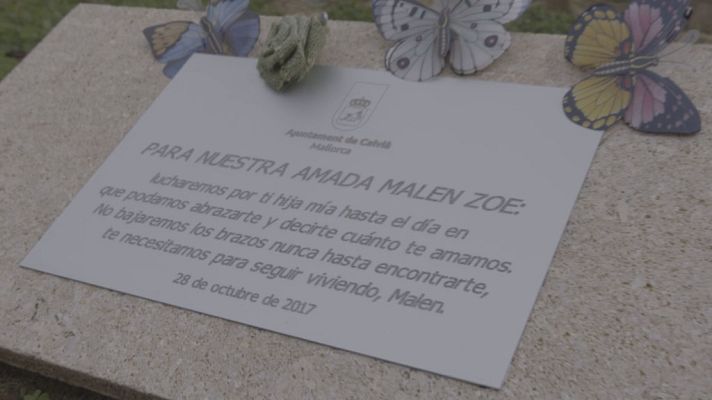 Ajuntament de Calvià
Mallorca
PARA NUESTRA AMADA MALEN ZOE:
lucharemos por ti hija mía hasta el día en
que podamos abrazarte y decirte cuánto te amamos.
No bajaremos los brazos nunca hasta encontrarte,
te necesitamos para seguir viviendo, Malen.
28 de octubre de 2017